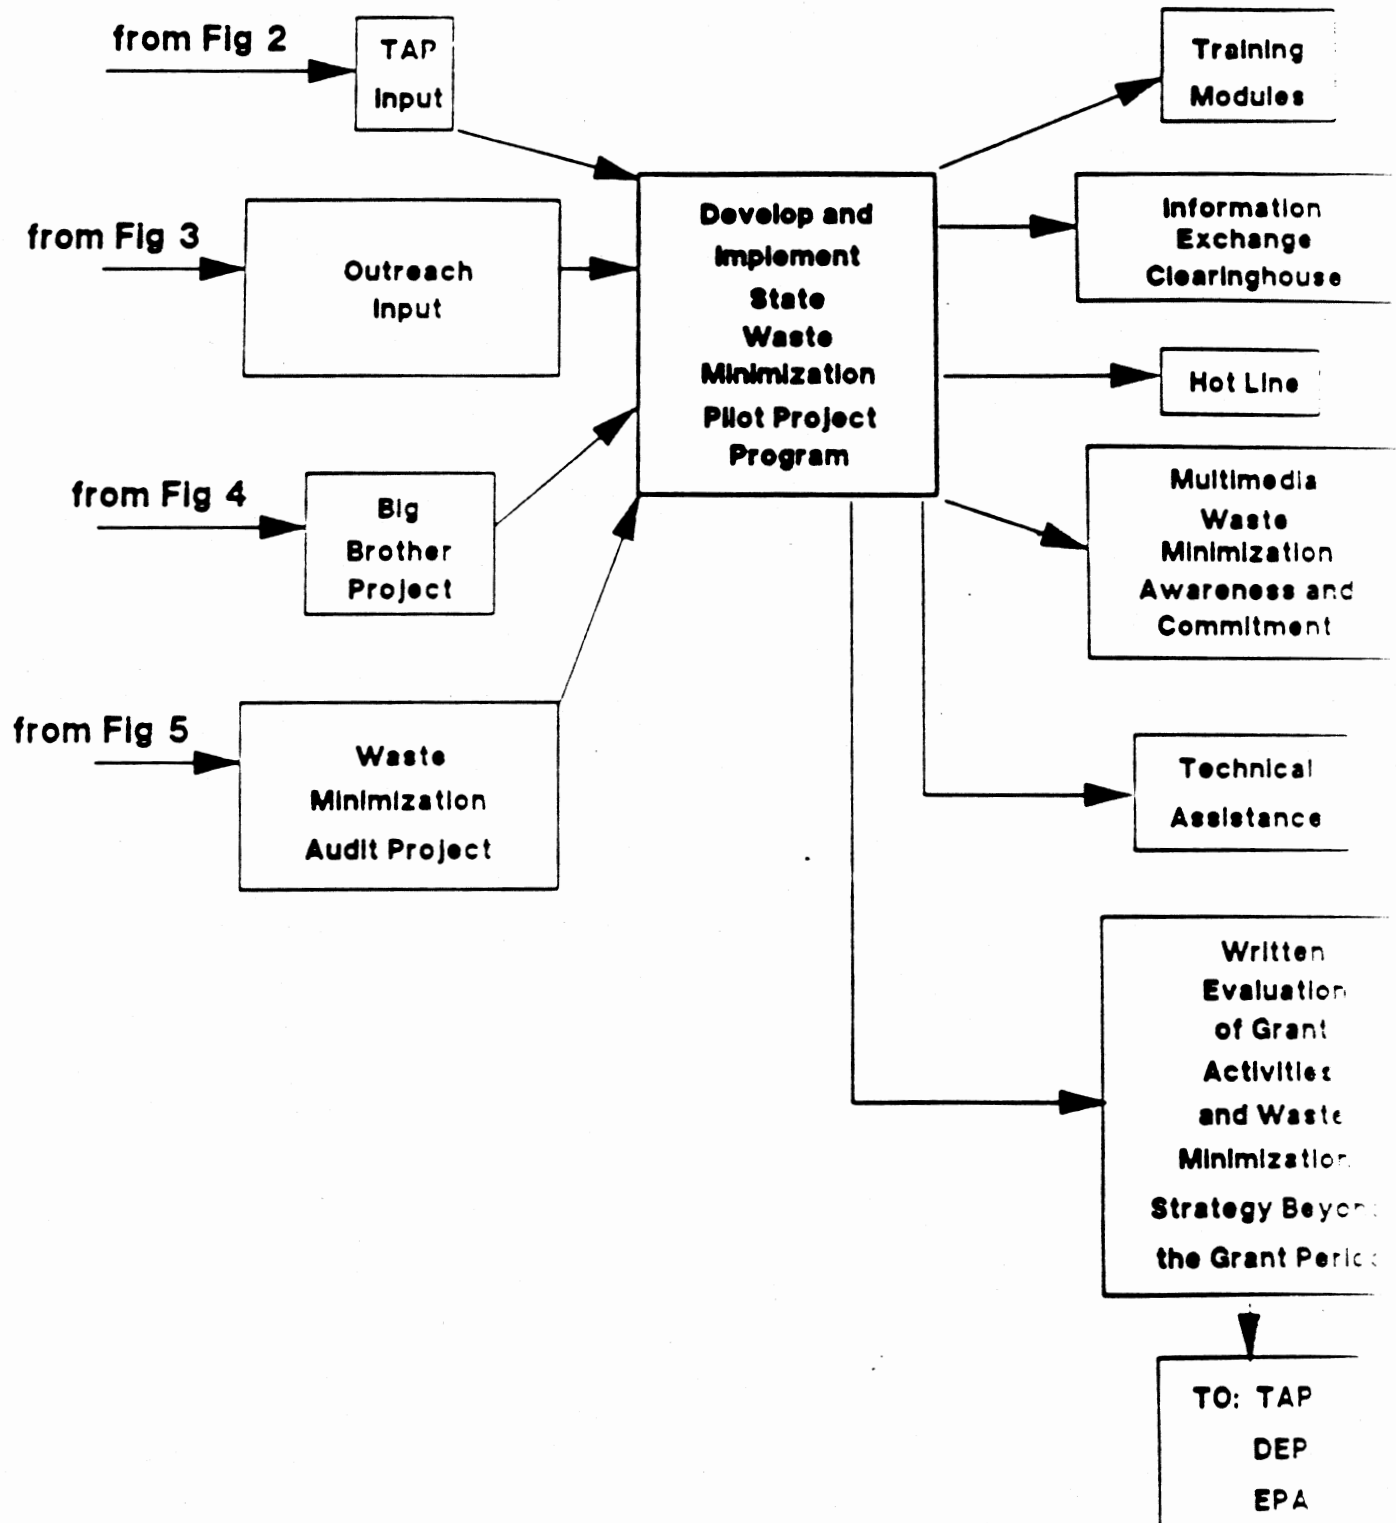 from Fig 2
TAP
Input
from Fig 3
Outreach
Input
from Fig 4
Big
Brother
Project
from Fig 5
Waste
Minimization
Audit Project
Develop and
Implement
State
Waste
Minimization
Pilot Project
Program
Training
Modules
Information
Exchange
Clearinghouse
Hot Line
Multimedia
Waste
Minimization
Awareness and
Commitment
Technical
Assistance
Written
Evaluation
of Grant
Activities
and Waste
Minimization
Strategy Beyond
the Grant Period
TO: TAP
DEP
EPA